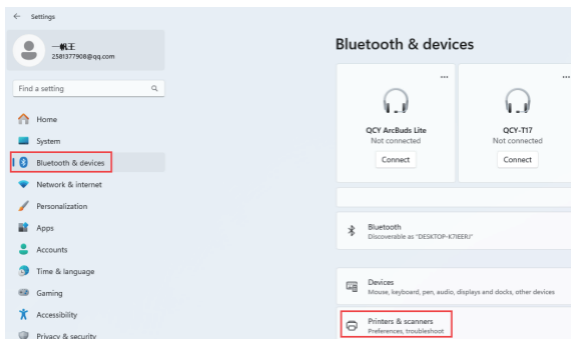 Settings
一帆王
2581377908@qq.com
Find a setting
Home
System
Bluetooth & devices
Network & internet
Personalization
Apps
Accounts
Time & language
Gaming
Accessibility
Privacy & security
Bluetooth & devices
QCY ArcBuds Lite
Not connected
Connect
QCY-T17
Not connected
Connect
Bluetooth
Discoverable as "DESKTOP-K7IEERJ"
Devices
Mouse, keyboard, pen, audio, displays and docks, other devices
Printers & scanners
Preferences, troubleshoot